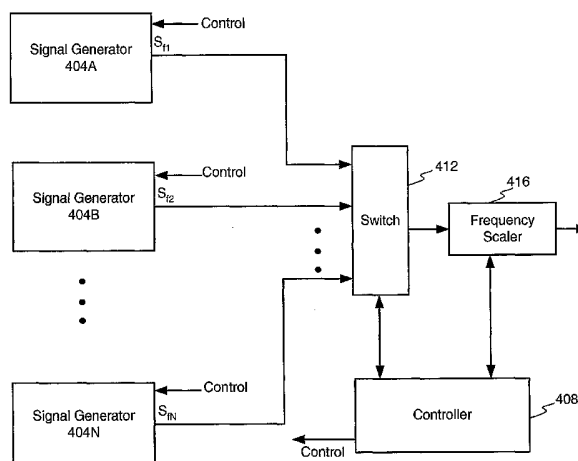 Control
Signal Generator
404A
Sf1
Control
Signal Generator
404B
Sf2
412
Switch
416
Frequency
Scaler
Control
Signal Generator
404N
SfN
Controller
408
Control